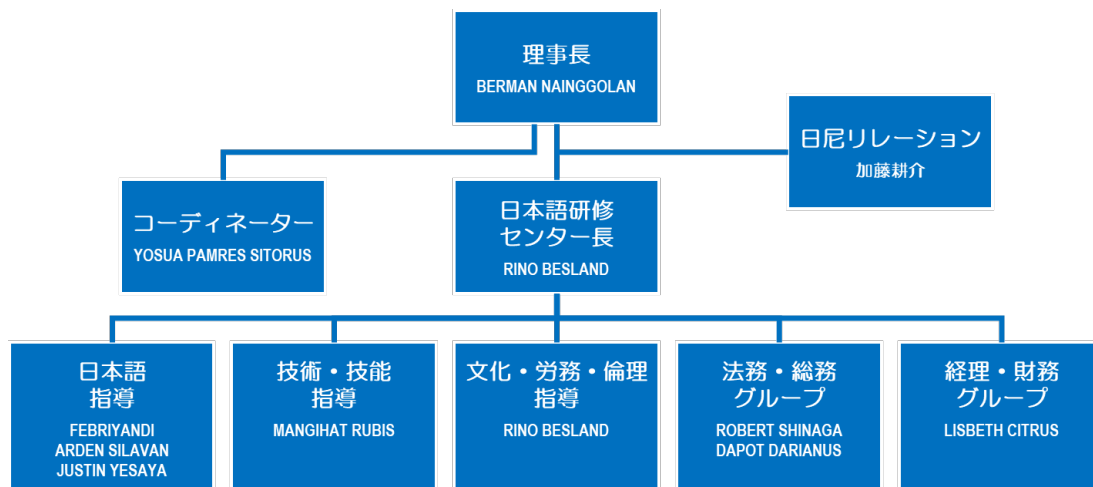 理事長
BERMAN NAINGGOLAN
日尼リレーション
加藤耕介
コーディネーター
YOSUA PAMRES SITORUS
日本語研修
センター長
RINO BESLAND
日本語
指導
FEBRIYANDI
ARDEN SILAVAN
JUSTIN YESAYA
技術・技能
指導
MANGIHAT RUBIS
文化・労務・倫理
指導
RINO BESLAND
法務・総務
グループ
ROBERT SHINAGA
DAPOT DARIANUS
経理・財務
グループ
LISBETH CITRUS